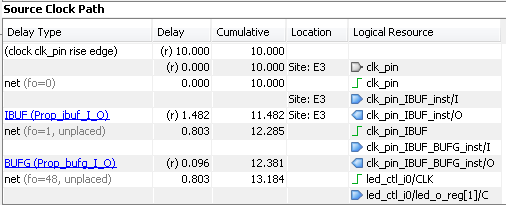 Source Clock Path
Delay Type Delay Cumulative Location Logical Resource
(clock clk_pin rise edge) (r) 10.000 10.000
(r) 0.000 10.000 Site: E3 clk_pin
net (fo=0) 0.000 10.000 clk_pin
Site: E3 clk_pin_IBUF_inst/I
IBUF (Prop_ibuf_I_O) (r) 1.482 11.482 Site: E3 clk_pin_IBUF_inst/O
net (fo=1, unplaced) 0.803 12.285 clk_pin_IBUF
clk_pin_IBUF_BUFG_inst/I
BUFG (Prop_bufg_I_O) (r) 0.096 12.381 clk_pin_IBUF_BUFG_inst/O
net (fo=48, unplaced) 0.803 13.184 led_ctl_i0/CLK
led_ctl_i0/led_o_reg[1]/C